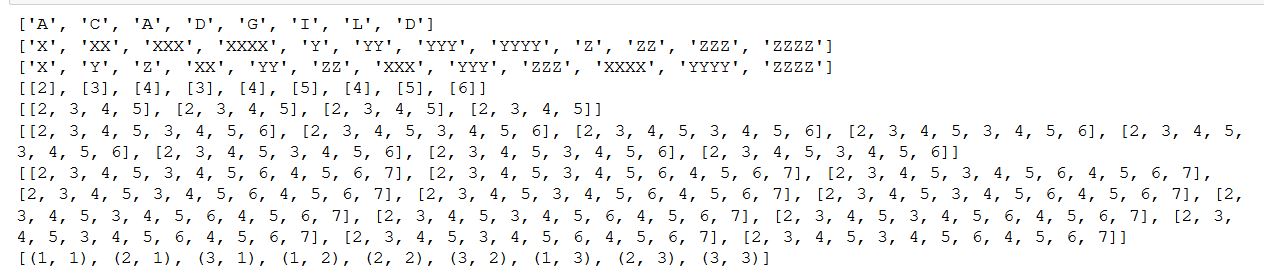 ['A', 'C', 'A', 'D', 'G', 'I', 'L', 'D']
['X', 'XX', 'XXX', 'XXXX', 'Y', 'YY', 'YYY', 'YYYY', 'Z', 'ZZ', 'ZZZ', 'ZZZZ']
['X', 'Y', 'Z', 'XX', 'YY', 'ZZ', 'XXX', 'YYY', 'ZZZ', 'XXXX', 'YYYY', 'ZZZZ']
[[2], [3], [4], [3], [4], [5], [4], [5], [6]]
[[2, 3, 4, 5], [2, 3, 4, 5], [2, 3, 4, 5], [2, 3, 4, 5]]
[[2, 3, 4, 5, 3, 4, 5, 6], [2, 3, 4, 5, 3, 4, 5, 6], [2, 3, 4, 5, 3, 4, 5, 6], [2, 3, 4, 5, 3, 4, 5, 6], [2, 3, 4, 5,
3, 4, 5, 6], [2, 3, 4, 5, 3, 4, 5, 6], [2, 3, 4, 5, 3, 4, 5, 6], [2, 3, 4, 5, 3, 4, 5, 6]]
[[2, 3, 4, 5, 3, 4, 5, 6, 4, 5, 6, 7], [2, 3, 4, 5, 3, 4, 5, 6, 4, 5, 6, 7], [2, 3, 4, 5, 3, 4, 5, 6, 4, 5, 6, 7],
[2, 3, 4, 5, 3, 4, 5, 6, 4, 5, 6, 7], [2, 3, 4, 5, 3, 4, 5, 6, 4, 5, 6, 7], [2, 3, 4, 5, 3, 4, 5, 6, 4, 5, 6, 7], [2,
3, 4, 5, 3, 4, 5, 6, 4, 5, 6, 7], [2, 3, 4, 5, 3, 4, 5, 6, 4, 5, 6, 7], [2, 3, 4, 5, 3, 4, 5, 6, 4, 5, 6, 7], [2, 3,
4, 5, 3, 4, 5, 6, 4, 5, 6, 7], [2, 3, 4, 5, 3, 4, 5, 6, 4, 5, 6, 7], [2, 3, 4, 5, 3, 4, 5, 6, 4, 5, 6, 7]]
[(1, 1), (2, 1), (3, 1), (1, 2), (2, 2), (3, 2), (1, 3), (2, 3), (3, 3)]